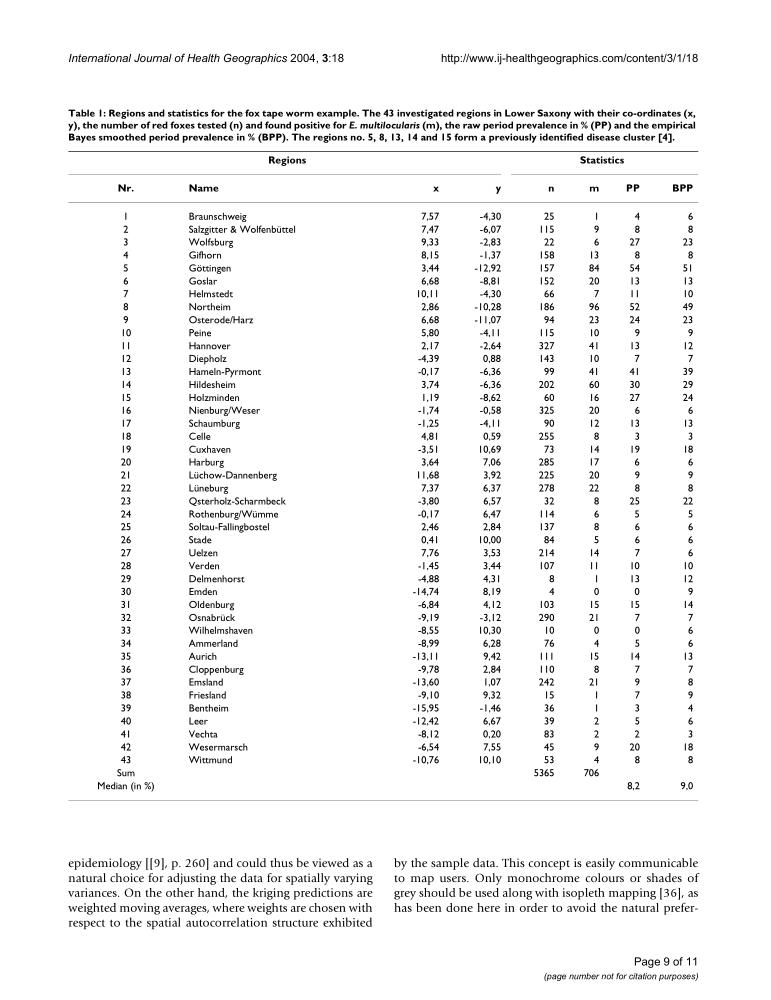 International Journal of Health Geographics 2004, 3:18 http://www.ij-healthgeographics.com/content/3/1/18
Table 1: Regions and statistics for the fox tape worm example. The 43 investigated regions in Lower Saxony with their co-ordinates (x,
y), the number of red foxes tested (n) and found positive for E. multilocularis (m), the raw period prevalence in % (PP) and the empirical
Bayes smoothed period prevalence in % (BPP). The regions no. 5, 8, 13, 14 and 15 form a previously identified disease cluster [4].
Regions Statistics
Nr. Name x y n m PP BPP
1 Braunschweig 7,57 -4,30 25 1 4 6
2 Salzgitter & Wolfenbüttel 7,47 -6,07 115 9 8 8
3 Wolfsburg 9,33 -2,83 22 6 27 23
4 Gifhorn 8,15 -1,37 158 13 8 8
5 Göttingen 3,44 -12,92 157 84 54 51
6 Goslar 6,68 -8,81 152 20 13 13
7 Helmstedt 10,11 -4,30 66 7 11 10
8 Northeim 2,86 -10,28 186 96 52 49
9 Osterode/Harz 6,68 -11,07 94 23 24 23
10 Peine 5,80 -4,11 115 10 9 9
11 Hannover 2,17 -2,64 327 41 13 12
12 Diepholz -4,39 0,88 143 10 7 7
13 Hameln-Pyrmont -0,17 -6,36 99 41 41 39
14 Hildesheim 3,74 -6,36 202 60 30 29
15 Holzminden 1,19 -8,62 60 16 27 24
16 Nienburg/Weser -1,74 -0,58 325 20 6 6
17 Schaumburg -1,25 -4,11 90 12 13 13
18 Celle 4,81 0,59 255 8 3 3
19 Cuxhaven -3,51 10,69 73 14 19 18
20 Harburg 3,64 7,06 285 17 6 6
21 Lüchow-Dannenberg 11,68 3,92 225 20 9 9
22 Lüneburg 7,37 6,37 278 22 8 8
23 Osterholz-Scharmbeck -3,80 6,57 32 8 25 22
24 Rothenburg/Wümme -0,17 6,47 114 6 5 5
25 Soltau-Fallingbostel 2,46 2,84 137 8 6 6
26 Stade 0,41 10,00 84 5 6 6
27 Uelzen 7,76 3,53 214 14 7 6
28 Verden -1,45 3,44 107 11 10 10
29 Delmenhorst -4,88 4,31 8 1 13 12
30 Emden -14,74 8,19 4 0 0 9
31 Oldenburg -6,84 4,12 103 15 15 14
32 Osnabrück -9,19 -3,12 290 21 7 7
33 Wilhelmshaven -8,55 10,30 10 0 0 6
34 Ammerland -8,99 6,28 76 4 5 6
35 Aurich -13,11 9,42 111 15 14 13
36 Cloppenburg -9,78 2,84 110 8 7 7
37 Emsland -13,60 1,07 242 21 9 8
38 Friesland -9,10 9,32 15 1 7 9
39 Bentheim -15,95 -1,46 36 1 3 4
40 Leer -12,42 6,67 39 2 5 6
41 Vechta -8,12 0,20 83 2 2 3
42 Wesermarsch -6,54 7,55 45 9 20 18
43 Wittmund -10,76 10,10 53 4 8 8
Sum 5365 706
Median (in %) 8,2 9,0
epidemiology [[9], p. 260] and could thus be viewed as a
natural choice for adjusting the data for spatially varying
variances. On the other hand, the kriging predictions are
weighted moving averages, where weights are chosen with
respect to the spatial autocorrelation structure exhibited
by the sample data. This concept is easily communicable
to map users. Only monochrome colours or shades of
grey should be used along with isopleth mapping [36], as
has been done here in order to avoid the natural prefer-
Page 9 of 11
(page number not for citation purposes)